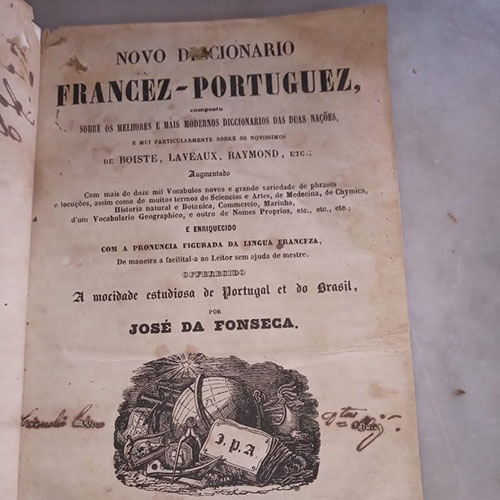 NOVO DICCIONARIO
FRANCEZ-PORTUGUEZ,
composto
SOBRE OS MELHORES E MAIS MODERNOS DICCIONARIOS DAS DUAS NAÇÕES,
E MUI PARTICULARMENTE SOBRE OS NOVISSIMOS
DE BOISTE, LAVEAUX, RAYMOND, ETC.;
Augmentado
Com mais de doze mil Vocabulos novos e grande variedade de phrases
e locuções, assim como de muitos termos de Sciencias e Artes, de Medecina, de Chymica,
Historia natural e Botanica, Commercio, Marinha,
d'um Vocabulario Geographico, e outro de Nomes Proprios, etc., etc., etc.;
E ENRIQUECIDO
COM A PRONUNCIA FIGURADA DA LINGUA FRANCEZA,
De maneira a facilital-a ao Leitor sem ajuda de mestre.
OFFERECIDO
A mocidade estudiosa de Portugal et do Brasil,
POR
JOSÉ DA FONSECA.
J. P. A.